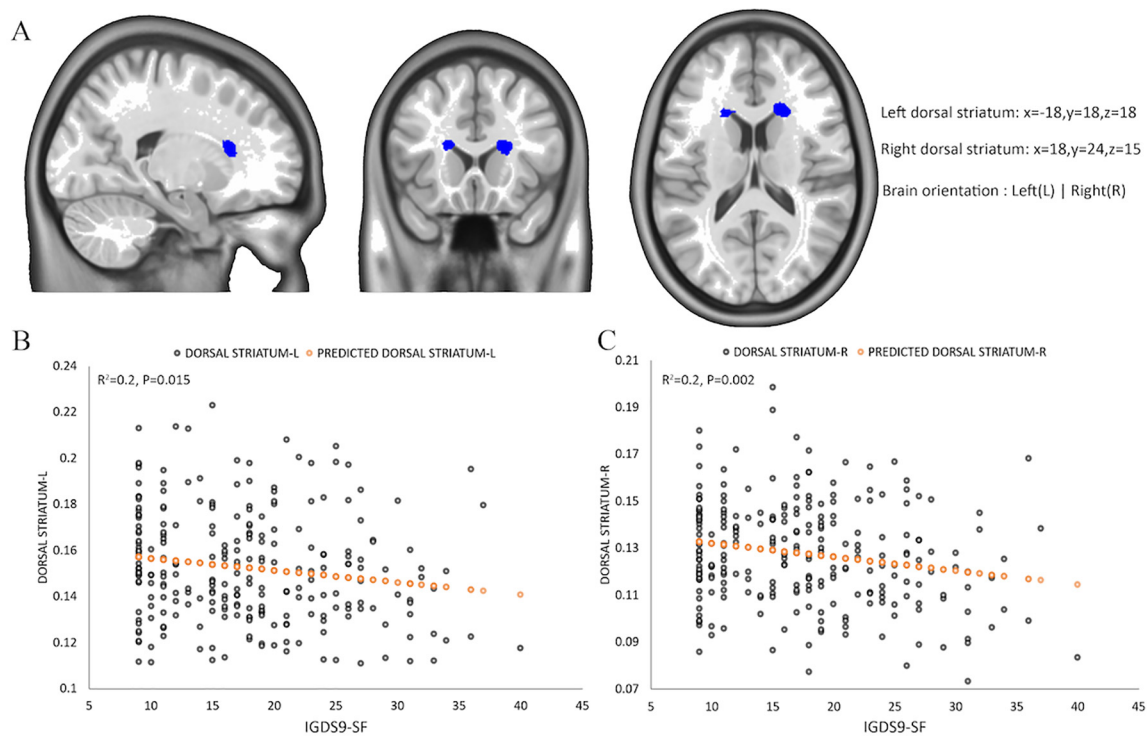 A
Left dorsal striatum: x=-18,y=18,z=18
Right dorsal striatum: x=18,y=24,z=15
Brain orientation : Left(L) | Right(R)
B
DORSAL STRIATUM-L PREDICTED DORSAL STRIATUM-L
R²=0.2, P=0.015
0.24
0.22
0.2
0.18
0.16
0.14
0.12
0.1
DORSAL STRIATUM-L
5 10 15 20 25 30 35 40 45
IGDS9-SF
C
DORSAL STRIATUM-R PREDICTED DORSAL STRIATUM-R
R²=0.2, P=0.002
0.21
0.19
0.17
0.15
0.13
0.11
0.09
0.07
DORSAL STRIATUM-R
5 10 15 20 25 30 35 40 45
IGDS9-SF